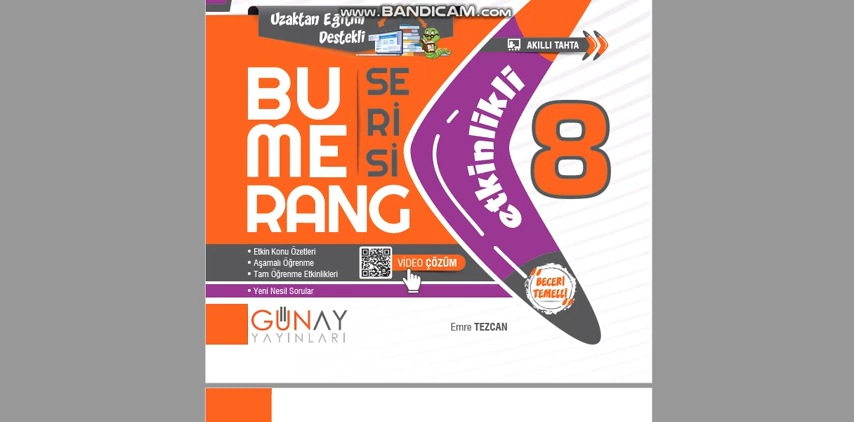 www.BANDICAM.com
Uzaktan Eğitim
Destekli
AKILLI TAHTA
BU
ME
RANG
SE
Rİ
Sİ
etkinlikli
8
• Etkin Konu Özetleri
• Aşamalı Öğrenme
• Tam Öğrenme Etkinlikleri
• Yeni Nesil Sorular
VİDEO ÇÖZÜM
BECERİ
TEMELLİ
GÜNAY
YAYINLARI
Emre TEZCAN